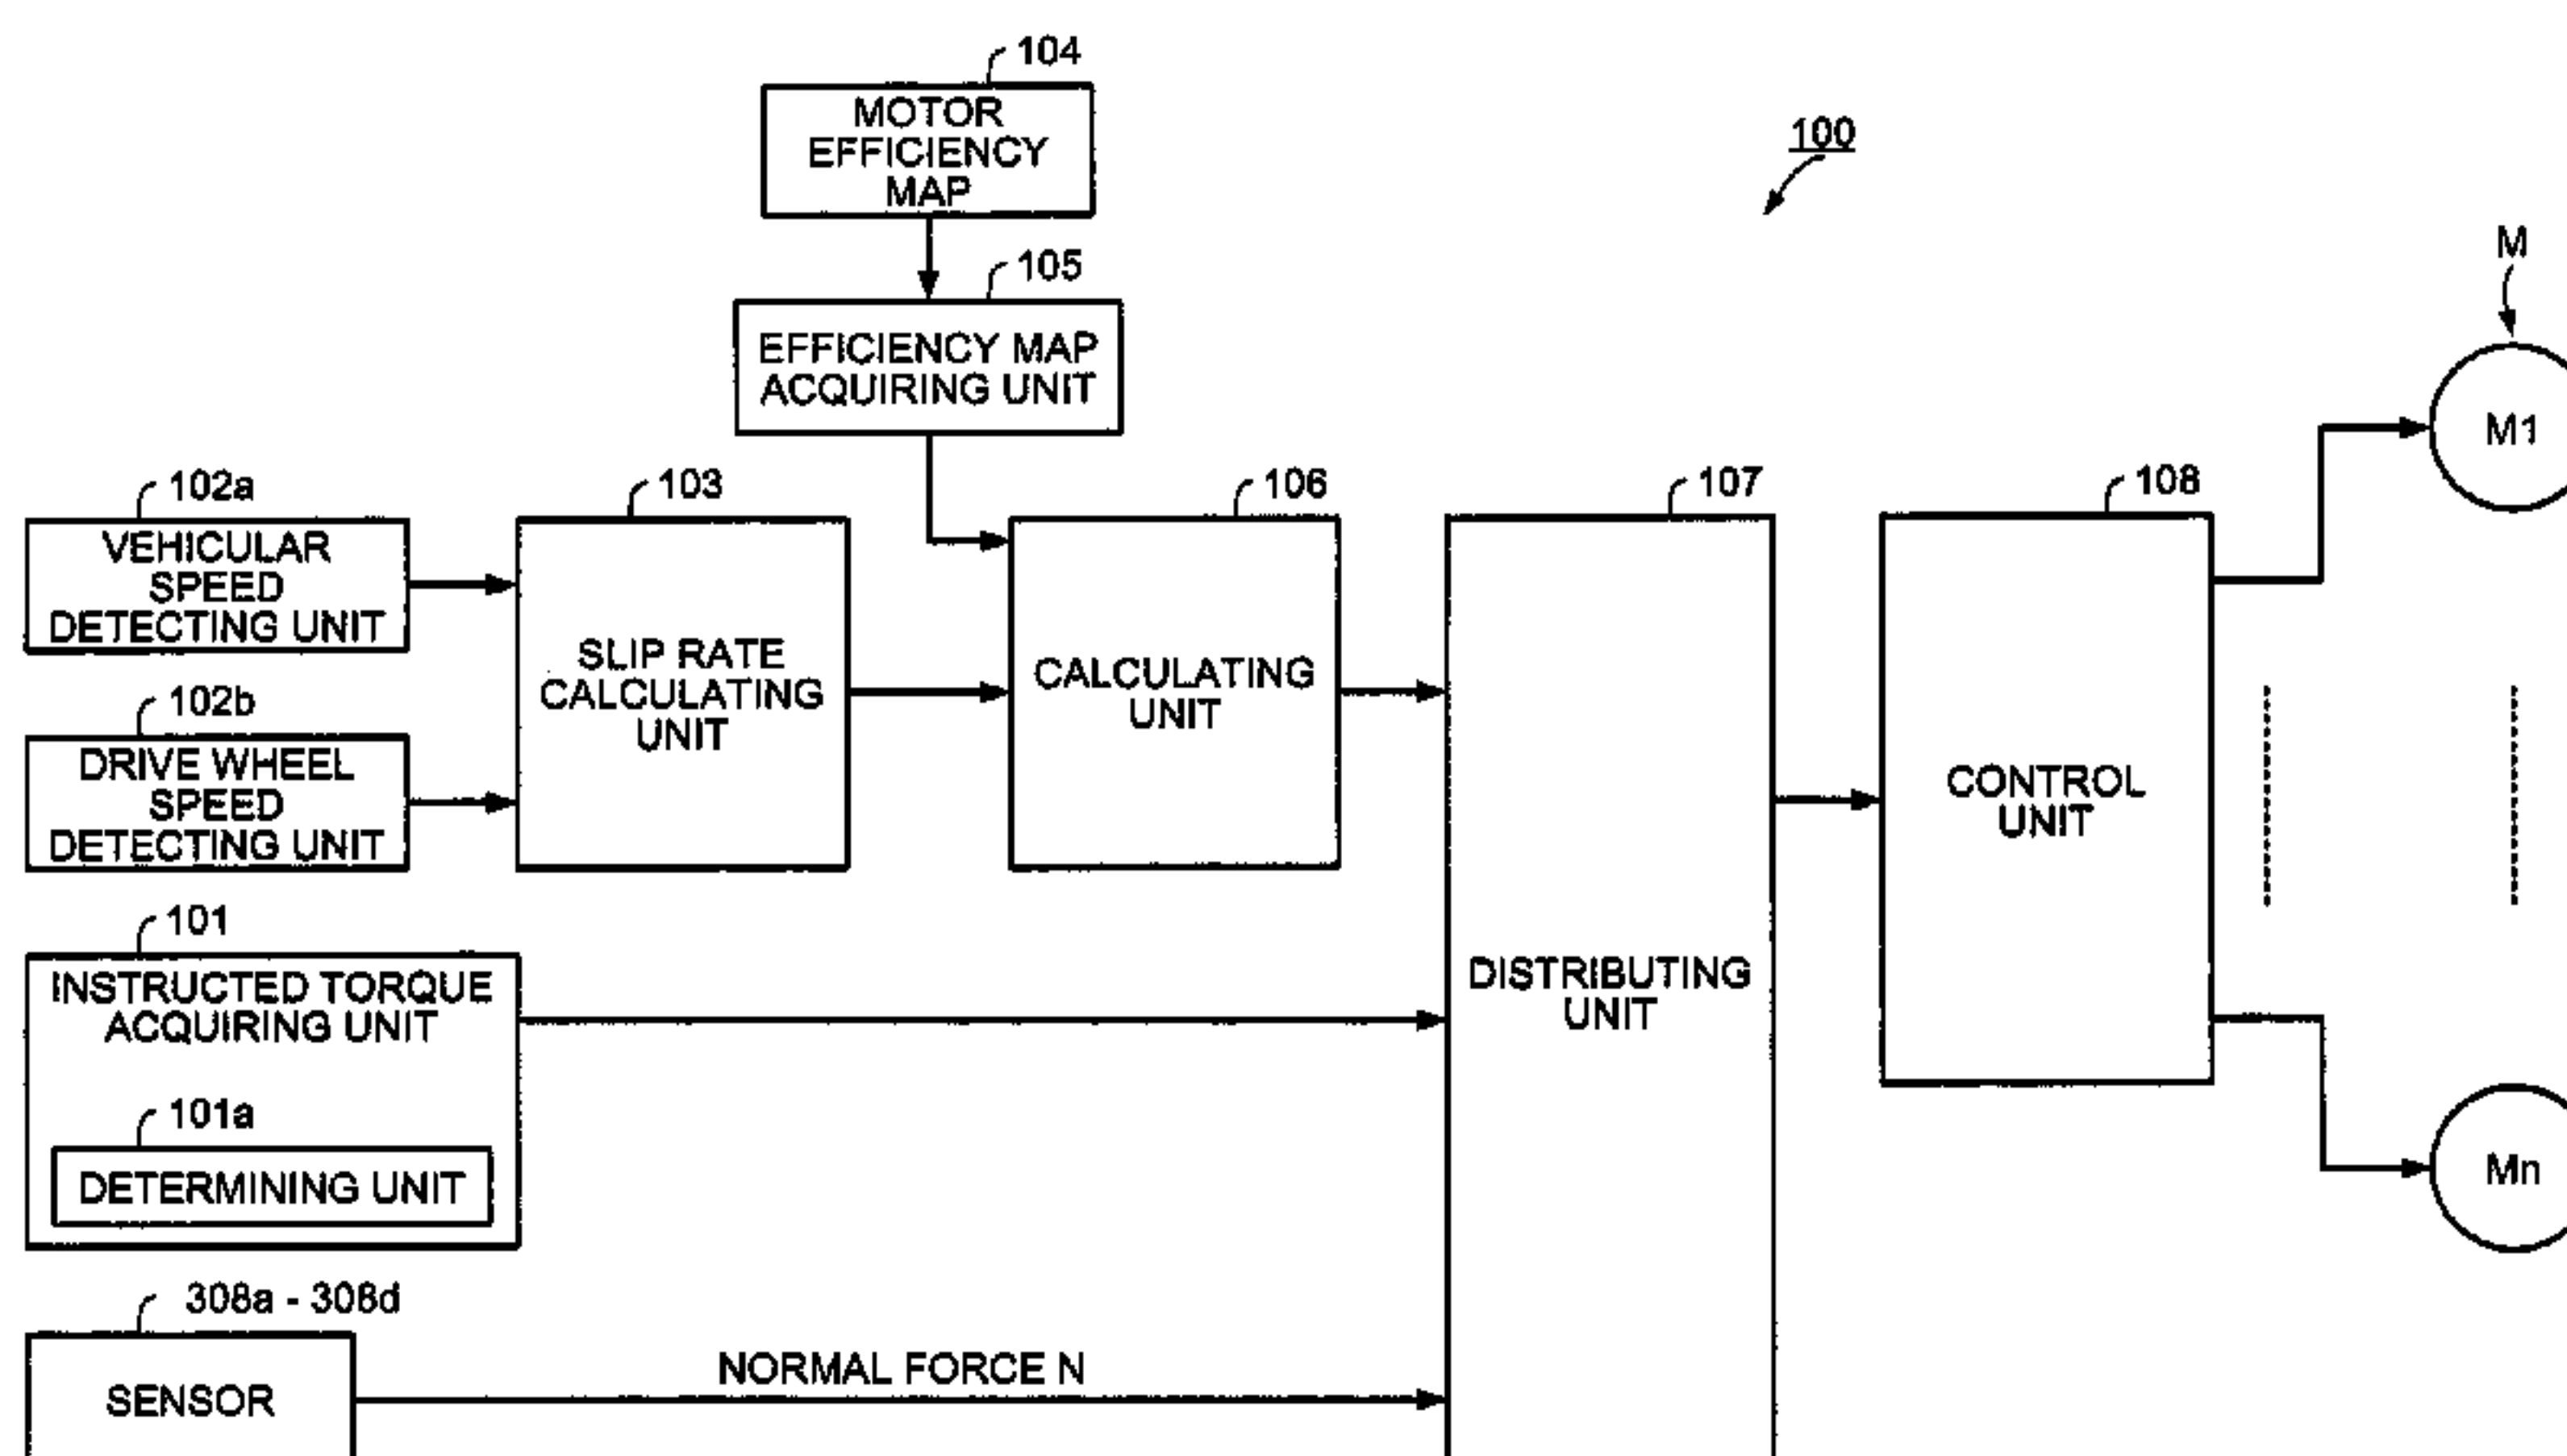 104
MOTOR
EFFICIENCY
MAP
100
105
EFFICIENCY MAP
ACQUIRING UNIT
M
M1
102a
VEHICULAR
SPEED
DETECTING UNIT
103
SLIP RATE
CALCULATING
UNIT
106
CALCULATING
UNIT
107
DISTRIBUTING
UNIT
108
CONTROL
UNIT
102b
DRIVE WHEEL
SPEED
DETECTING UNIT
101
INSTRUCTED TORQUE
ACQUIRING UNIT
101a
DETERMINING UNIT
Mn
308a - 308d
SENSOR
NORMAL FORCE N